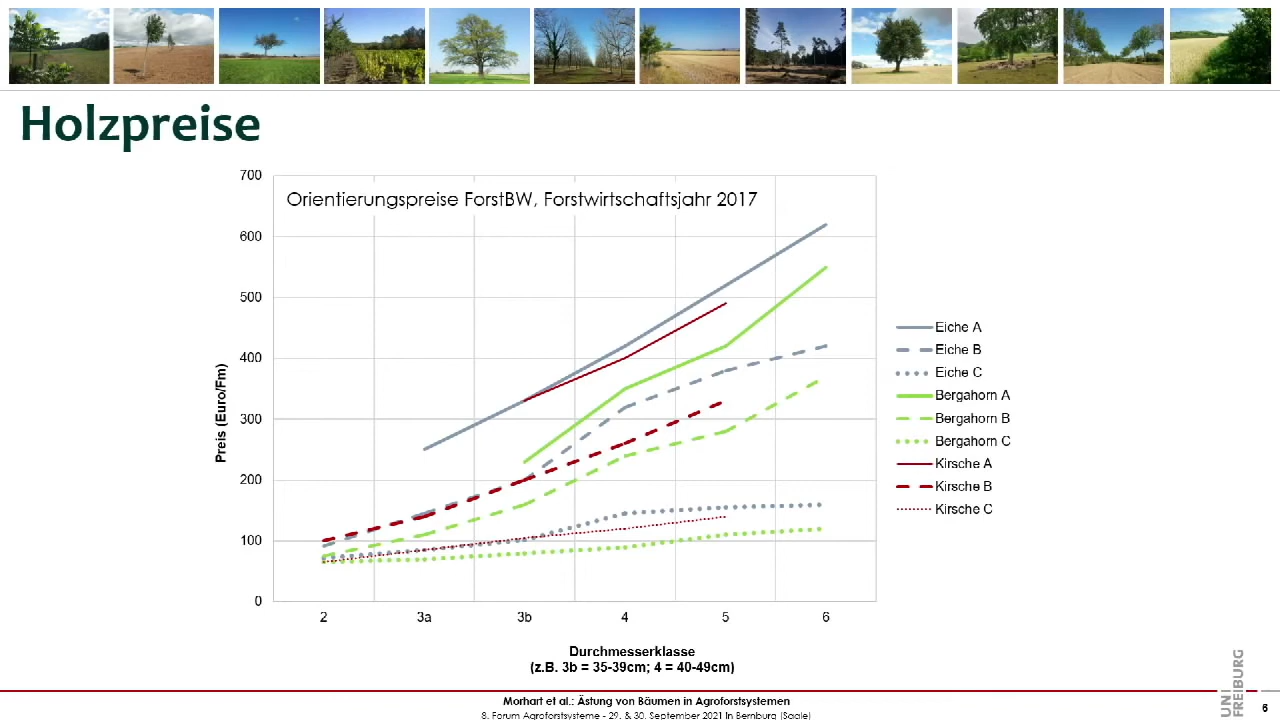 Holzpreise
Orientierungspreise ForstBW, Forstwirtschaftsjahr 2017
Preis (Euro/Fm)
700
600
500
400
300
200
100
0
2 3a 3b 4 5 6
Durchmesserklasse
(z.B. 3b = 35-39cm; 4 = 40-49cm)
Eiche A
Eiche B
Eiche C
Bergahorn A
Bergahorn B
Bergahorn C
Kirsche A
Kirsche B
Kirsche C
Morhart et al.: Ästung von Bäumen in Agroforstsystemen
8. Forum Agroforstsysteme - 29. & 30. September 2021 in Bernburg (Saale)
UNI
FREIBURG
6